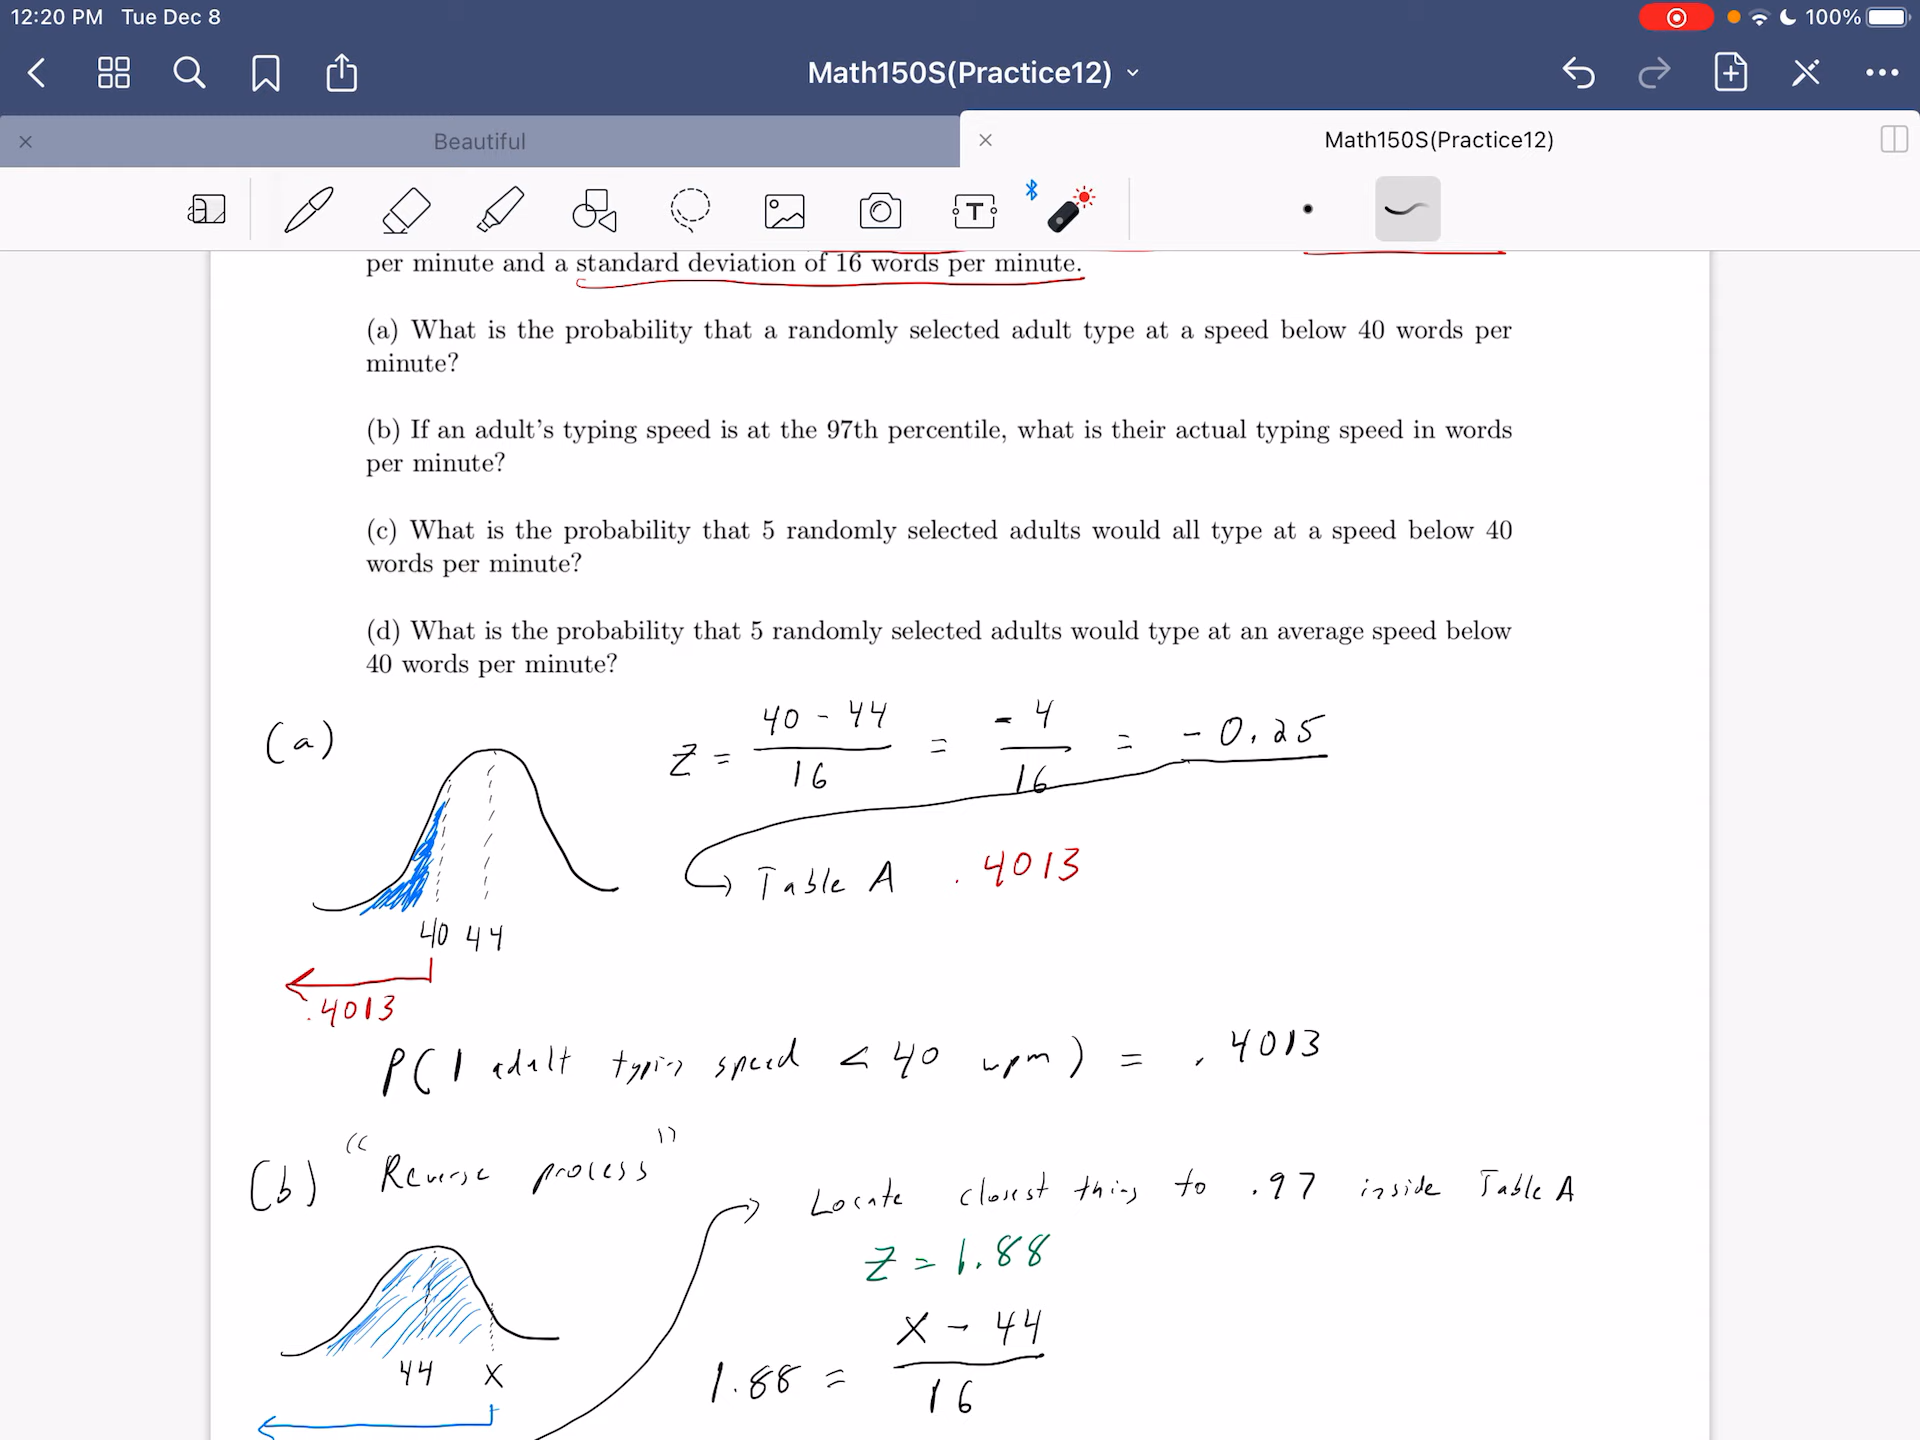 12:20 PM Tue Dec 8
100%
Math150S(Practice12)
Beautiful
Math150S(Practice12)
a
T
per minute and a standard deviation of 16 words per minute.
(a) What is the probability that a randomly selected adult type at a speed below 40 words per
minute?
(b) If an adult's typing speed is at the 97th percentile, what is their actual typing speed in words
per minute?
(c) What is the probability that 5 randomly selected adults would all type at a speed below 40
words per minute?
(d) What is the probability that 5 randomly selected adults would type at an average speed below
40 words per minute?
(a)
z = 40 - 44 / 16 = - 4 / 16 = - 0.25
Table A .4013
40 44
.4013
P(1 adult typing speed < 40 wpm) = .4013
(b) "Reverse process"
Locate closest thing to .97 inside Table A
z = 1.88
1.88 = x - 44 / 16
44 x